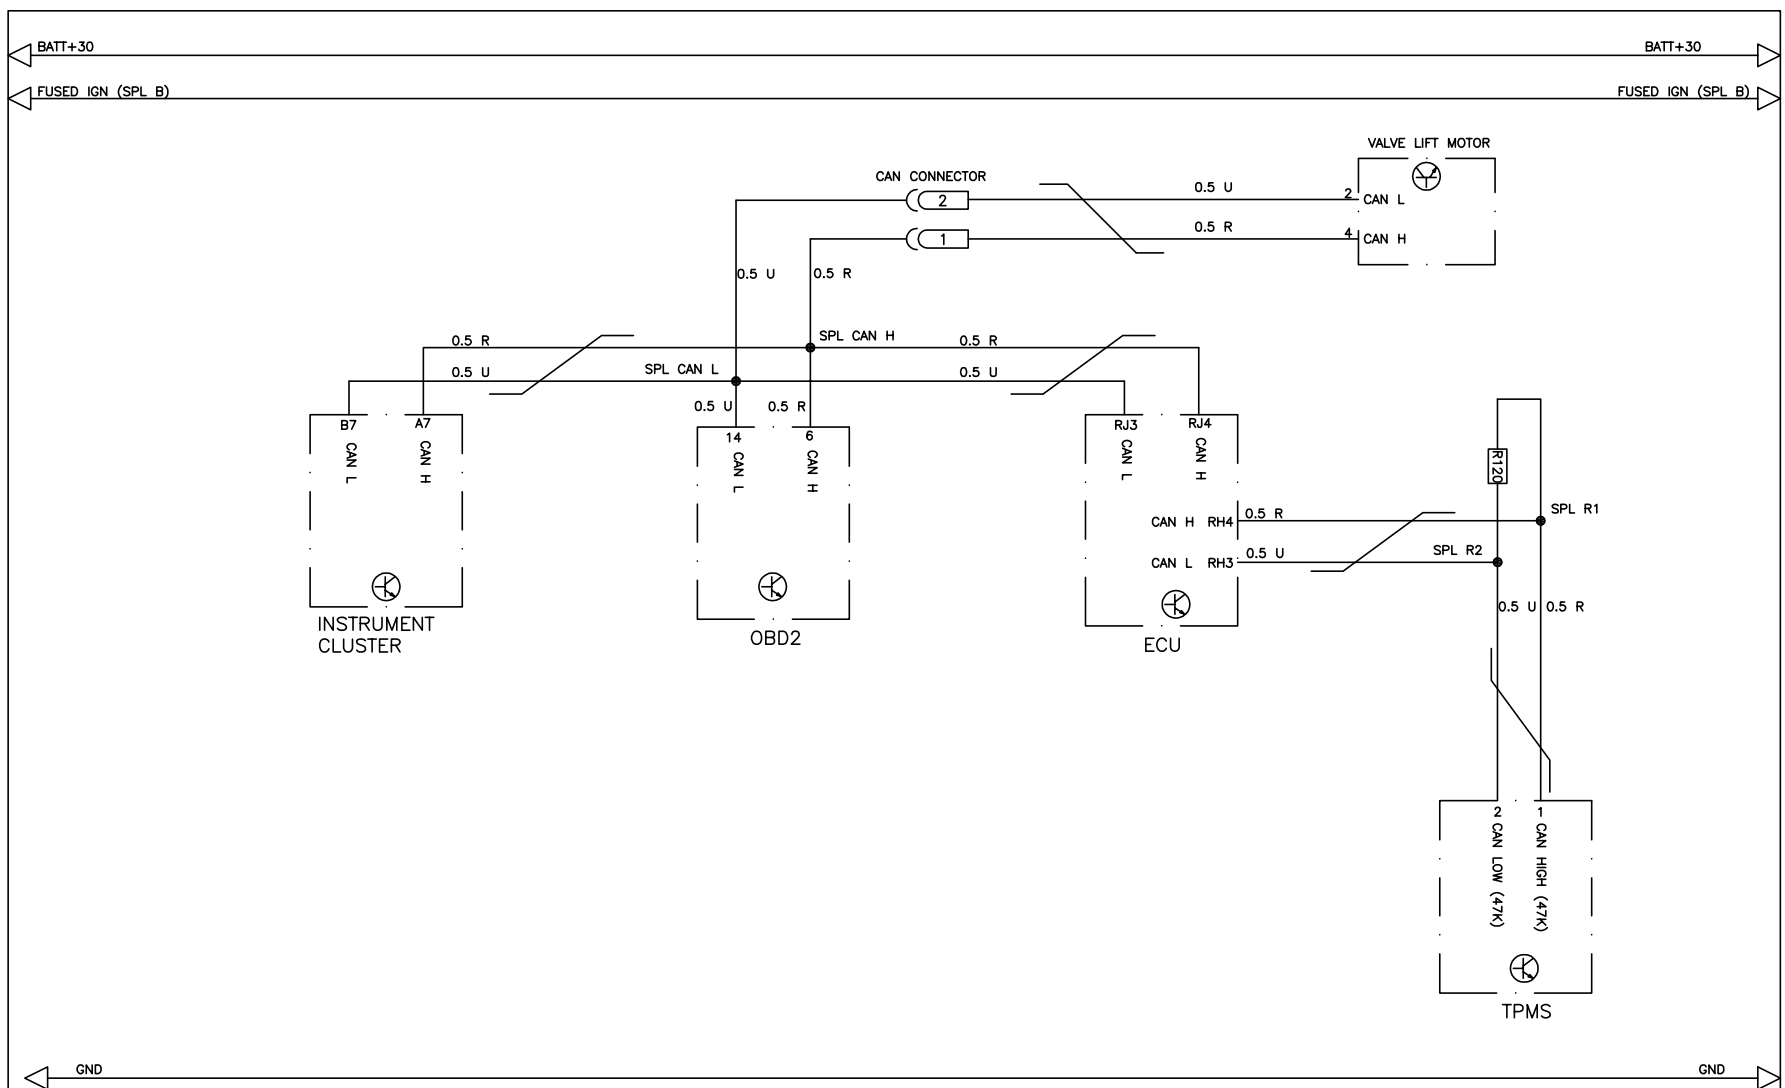 BATT+30
BATT+30
FUSED IGN (SPL B)
FUSED IGN (SPL B)
VALVE LIFT MOTOR
CAN CONNECTOR
2
0.5 U
2
CAN L
1
0.5 R
4
CAN H
0.5 U
0.5 R
0.5 R
SPL CAN H
0.5 R
0.5 U
SPL CAN L
0.5 U
0.5 U
0.5 R
B7
A7
CAN L
CAN H
14
6
CAN L
CAN H
RJ3
RJ4
CAN L
CAN H
R120
CAN H RH4
0.5 R
SPL R1
CAN L RH3
0.5 U
SPL R2
0.5 U
0.5 R
INSTRUMENT
CLUSTER
OBD2
ECU
2
1
CAN LOW (47K)
CAN HIGH (47K)
TPMS
GND
GND